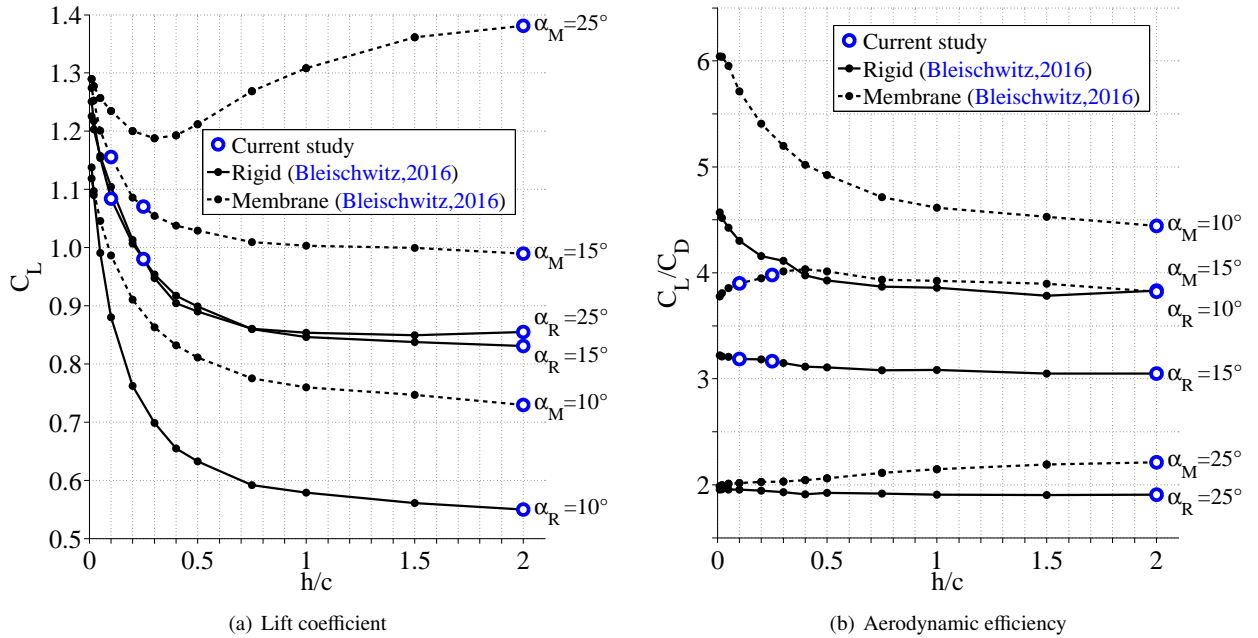 1.4
1.3
1.2
1.1
1.0
0.9
0.8
0.7
0.6
0.5
C_L
0
0.5
1
1.5
2
h/c
Current study
Rigid (Bleischwitz,2016)
Membrane (Bleischwitz,2016)
α_M=25°
α_M=15°
α_R=25°
α_R=15°
α_M=10°
α_R=10°
(a) Lift coefficient
6
5
4
3
2
C_L/C_D
0
0.5
1
1.5
2
h/c
Current study
Rigid (Bleischwitz,2016)
Membrane (Bleischwitz,2016)
α_M=10°
α_M=15°
α_R=10°
α_R=15°
α_M=25°
α_R=25°
(b) Aerodynamic efficiency